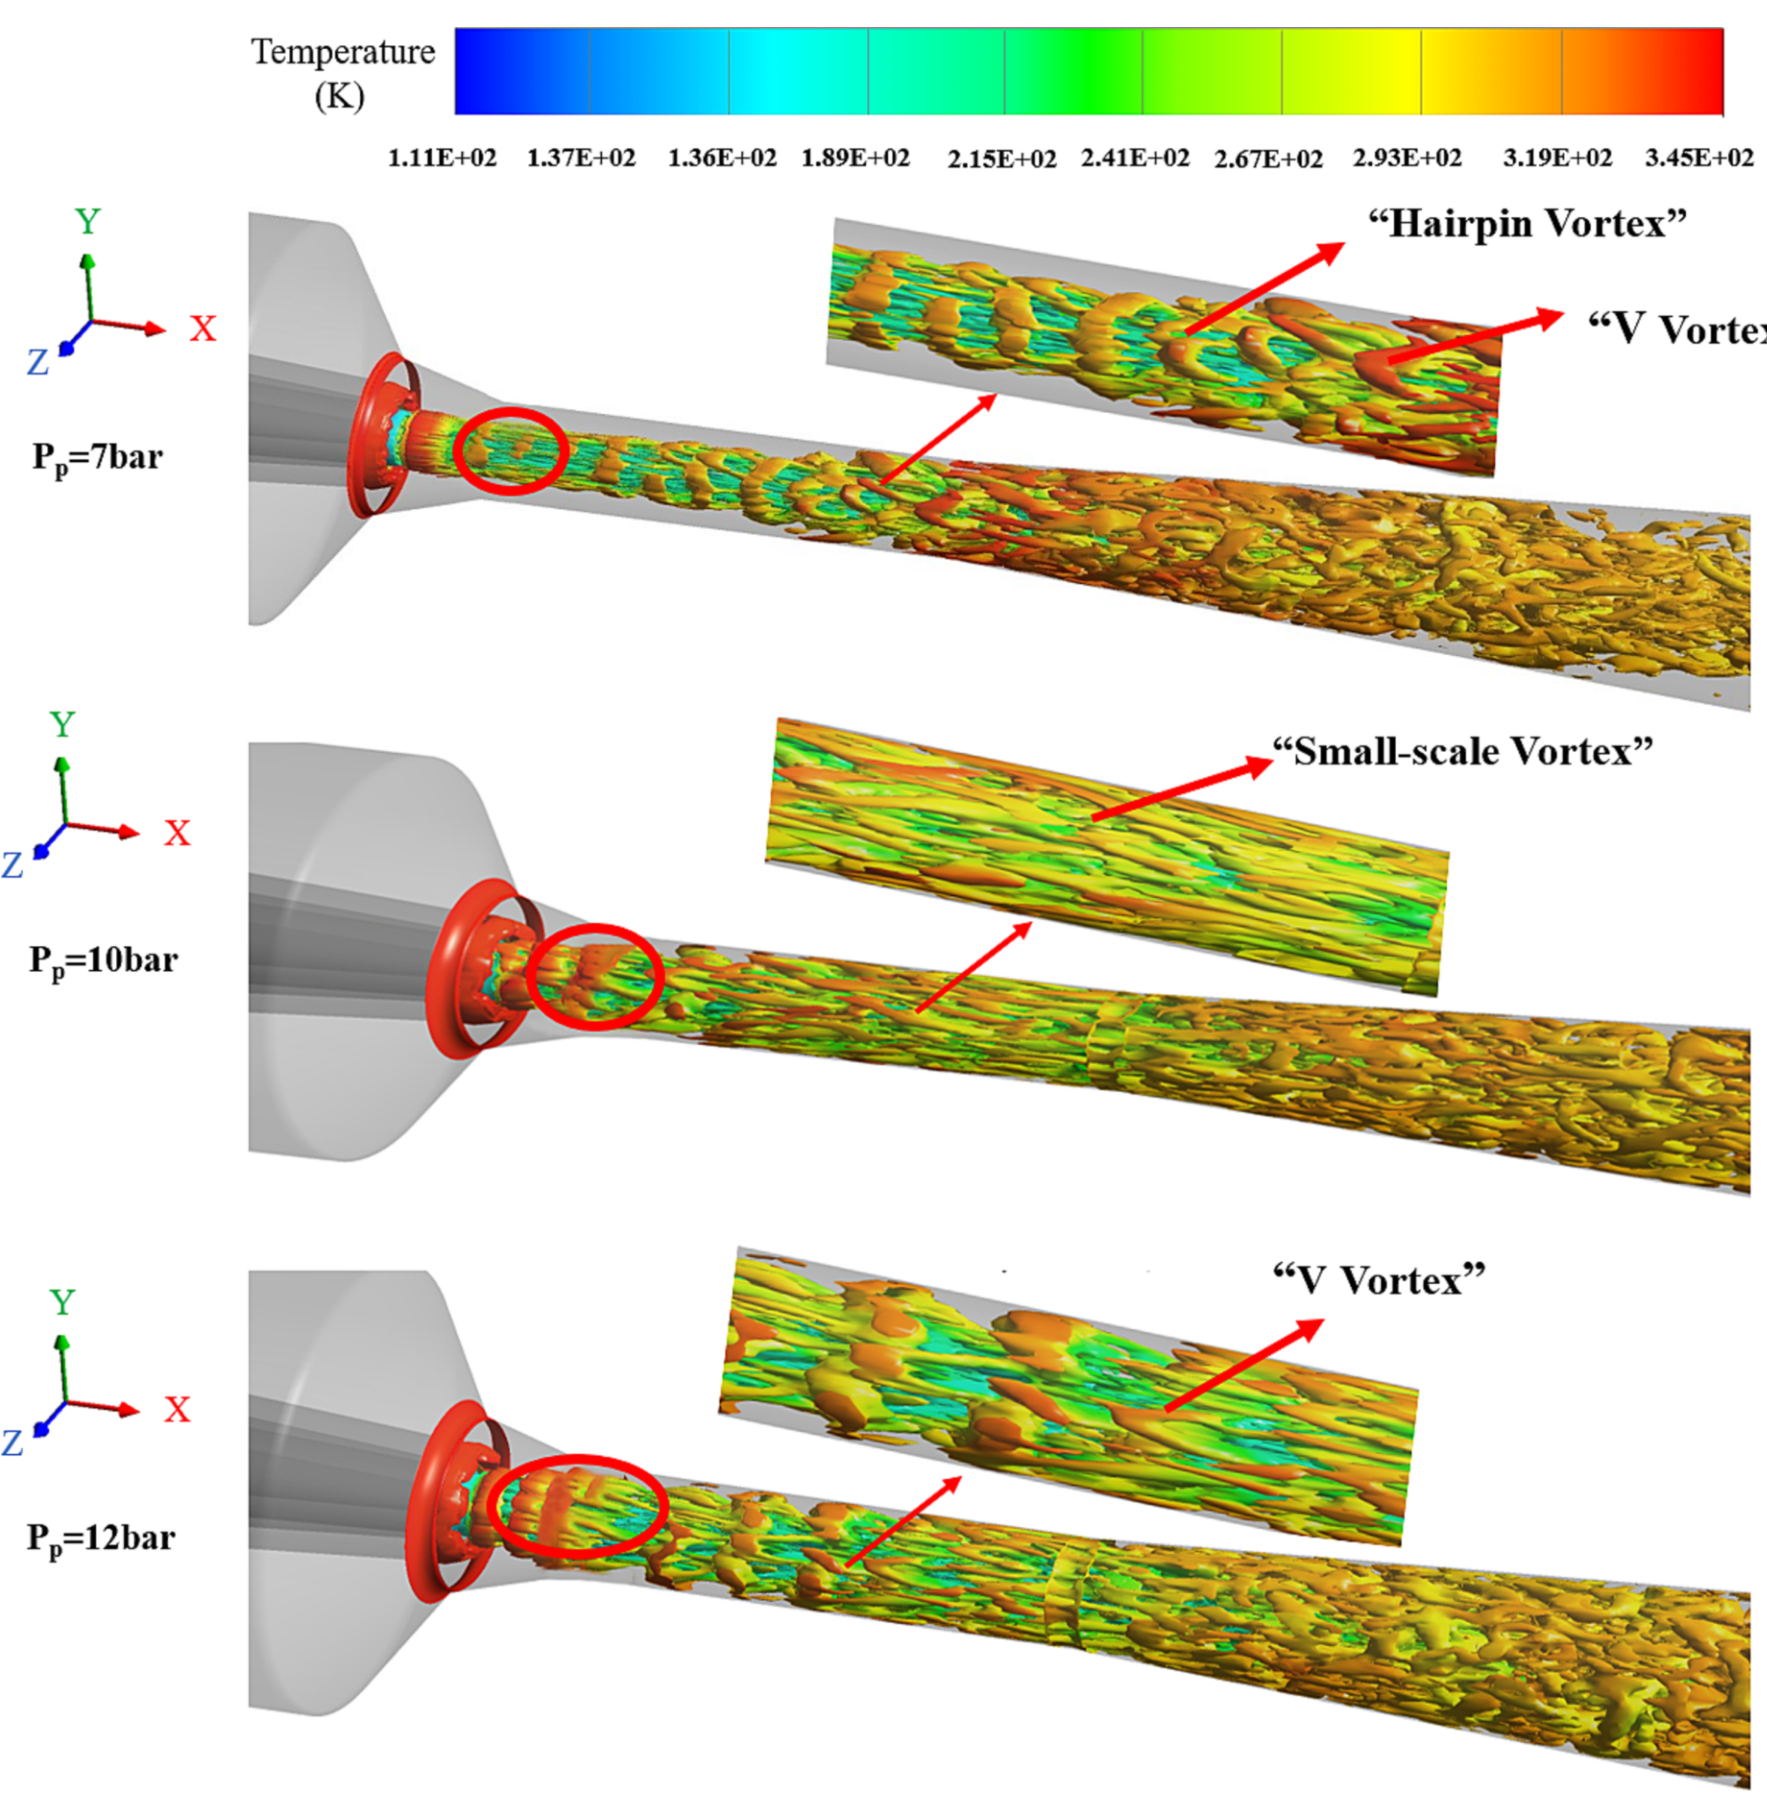 Temperature
(K)
1.11E+02 1.37E+02 1.36E+02 1.89E+02 2.15E+02 2.41E+02 2.67E+02 2.93E+02 3.19E+02 3.45E+02
Y
X
Z
“Hairpin Vortex”
“V Vortex
Pp=7bar
Y
X
Z
“Small-scale Vortex”
Pp=10bar
Y
X
Z
“V Vortex”
Pp=12bar